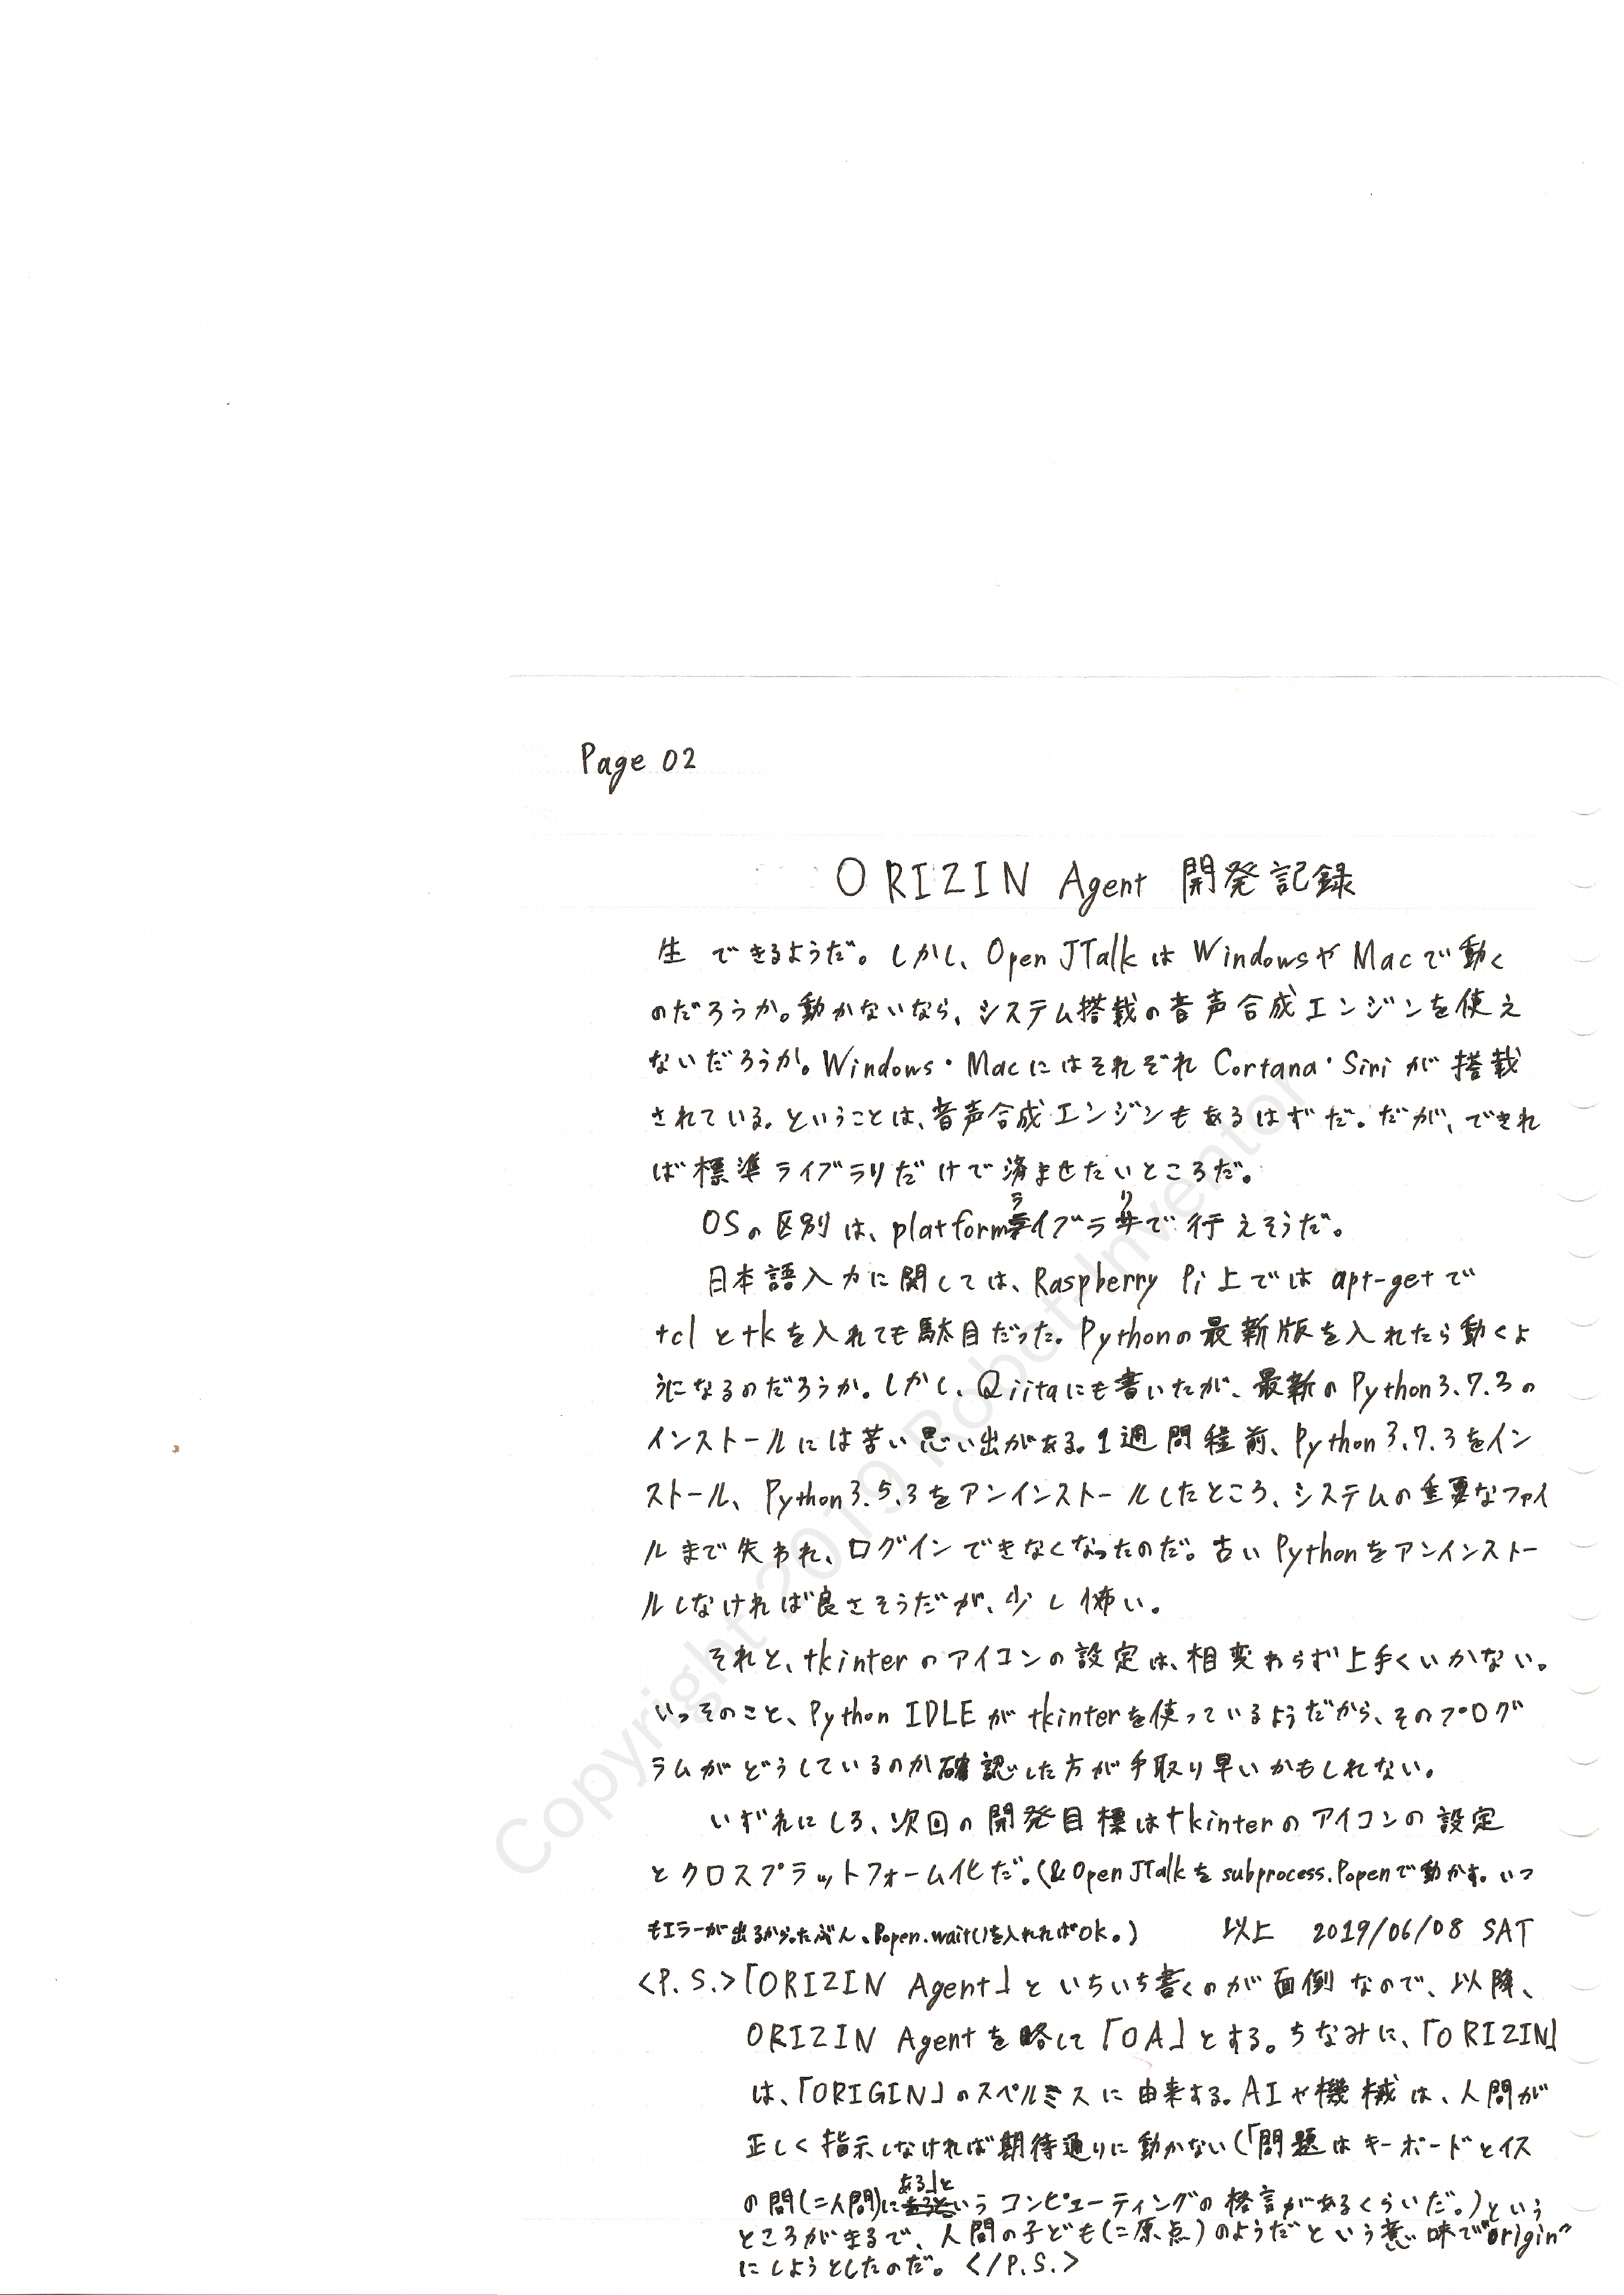 Page 02
ORIZIN Agent 開発記録
生できるようだ。しかし、Open JTalkはWindowsやMacで動く
のだろうか。動かないなら、システム搭載の音声合成エンジンを使え
ないだろうか。Windows・MacにはそれぞれCortana・Siriが搭載
されている。ということは、音声合成エンジンもあるはずだ。だが、できれ
ば標準ライブラリだけで済ませたいところだ。
OSの区別は、platformライブラリで行えそうだ。
日本語入力に関しては、Raspberry Pi上ではapt-getで
tclとtkを入れても駄目だった。Pythonの最新版を入れたら動くよ
うになるのだろうか。しかし、Qiitaにも書いたが、最新のPython3.7.3の
インストールには苦い思い出がある。1週間程前、Python3.7.3をイン
ストール、Python3.5.3をアンインストールしたところ、システムの重要なファイ
ルまで失われ、ログインできなくなったのだ。古いPythonをアンインストー
ルしなければ良さそうだが、少し怖い。
それと、tkinterのアイコンの設定は、相変わらず上手くいかない。
いっそのこと、Python IDLEがtkinterを使っているようだから、そのプログ
ラムがどうしているのか確認した方が手取り早いかもしれない。
いずれにしろ、次回の開発目標はtkinterのアイコンの設定
とクロスプラットフォーム化だ。(&Open JTalkをsubprocess.Popenで動かす。いつ
もエラーが出るから。たぶん、Popen.wait()を入れればOK。) 以上 2019/06/08 SAT
<P.S.>「ORIZIN Agent」といちいち書くのが面倒なので、以降、
ORIZIN Agentを略して「OA」とする。ちなみに、「ORIZIN」
は、「ORIGIN」のスペルミスに由来する。AIや機械は、人間が
正しく指示しなければ期待通りに動かない(「問題はキーボードとイス
の間(=人間)にある」というコンピューティングの格言があるくらいだ。)という
ところがまるで、人間の子ども(=原点)のようだという意味で"origin"
にしようとしたのだ。</P.S.>
Copyright 2019 Robot-Inventor